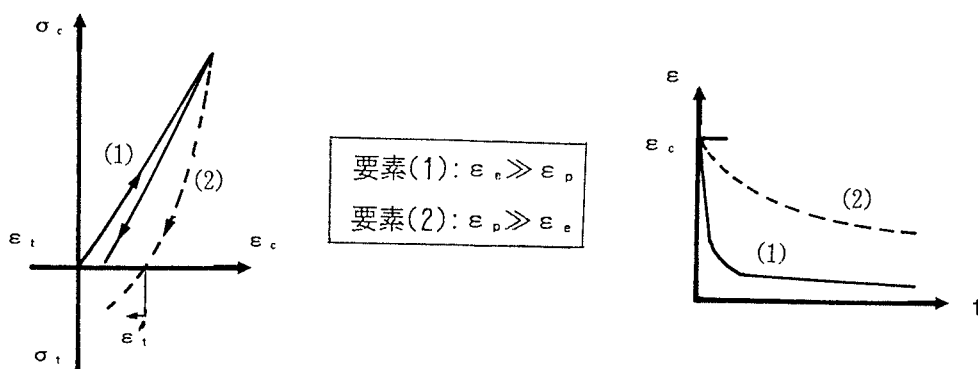 σc
(1)
(2)
εt
εc
εt'
σt
要素(1): εe≫εp
要素(2): εp≫εe
ε
εc
(2)
(1)
t